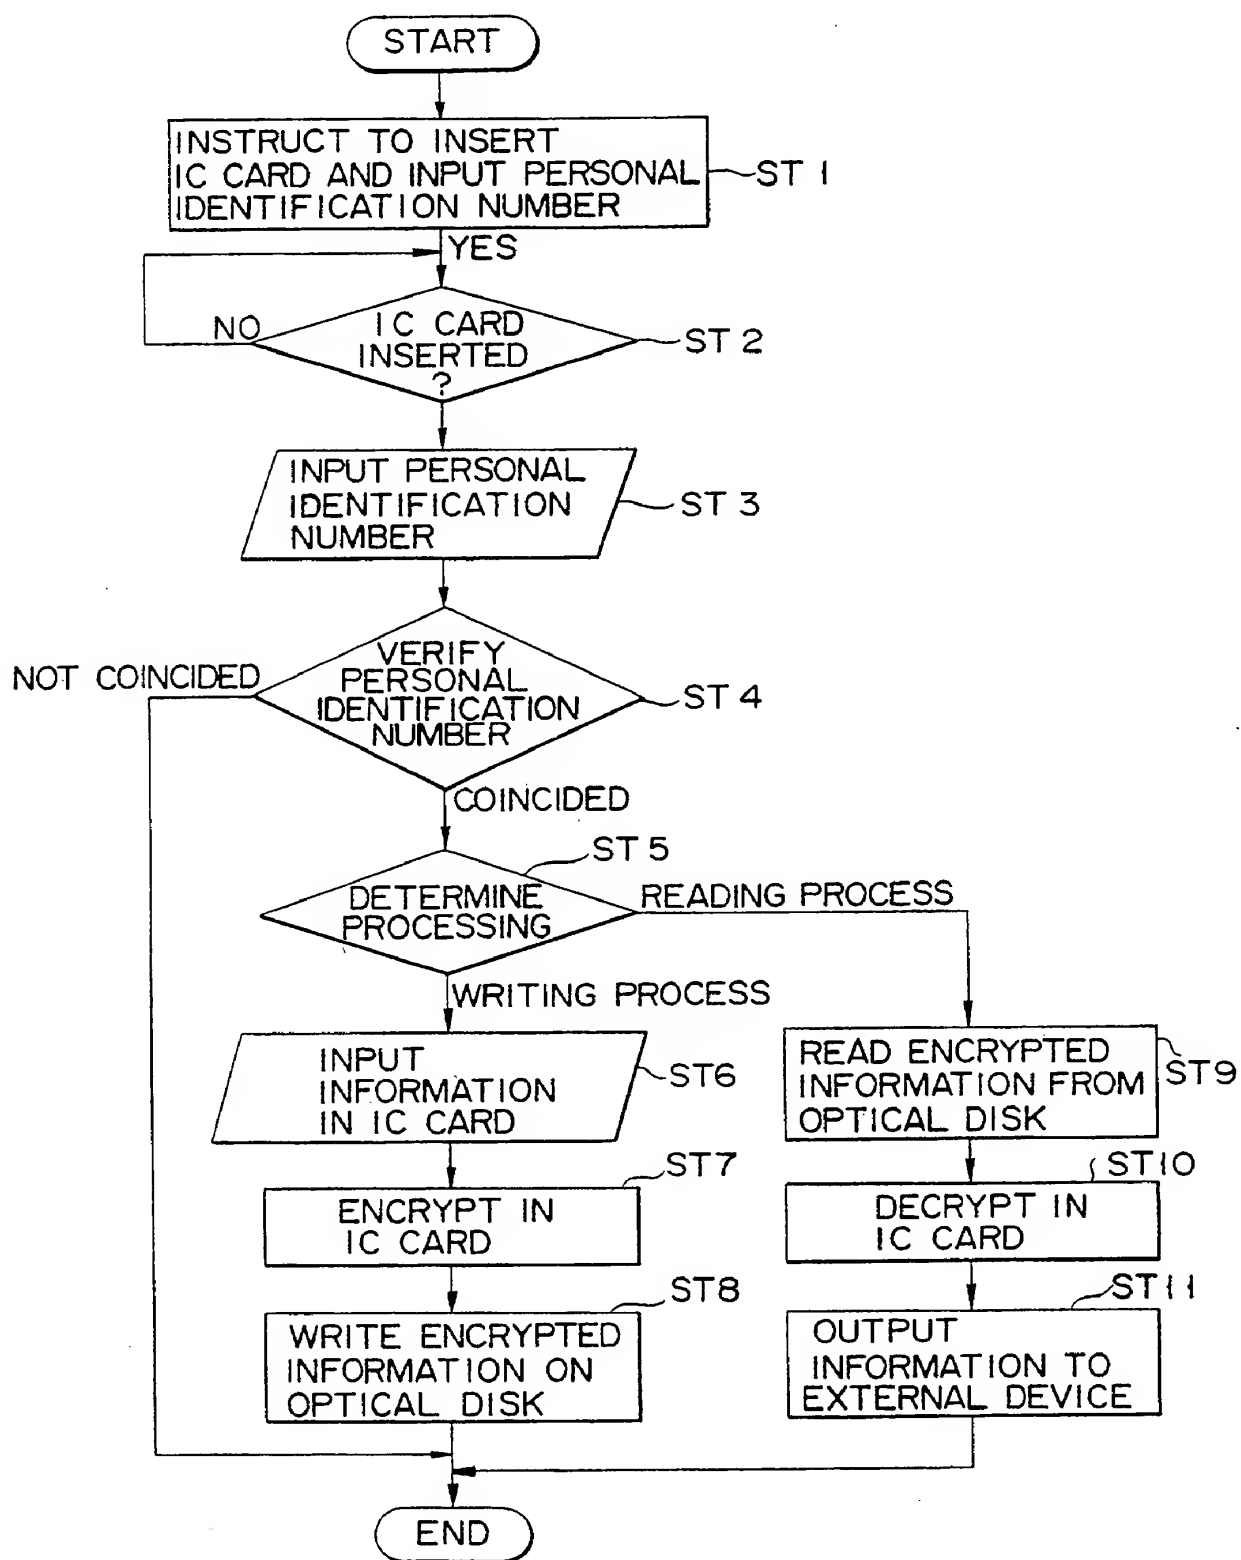 START
INSTRUCT TO INSERT
IC CARD AND INPUT PERSONAL
IDENTIFICATION NUMBER
ST 1
YES
NO
IC CARD
INSERTED
?
ST 2
INPUT PERSONAL
IDENTIFICATION
NUMBER
ST 3
NOT COINCIDED
VERIFY
PERSONAL
IDENTIFICATION
NUMBER
ST 4
COINCIDED
ST 5
DETERMINE
PROCESSING
READING PROCESS
WRITING PROCESS
INPUT
INFORMATION
IN IC CARD
ST6
READ ENCRYPTED
INFORMATION FROM
OPTICAL DISK
ST9
ST7
ENCRYPT IN
IC CARD
ST10
DECRYPT IN
IC CARD
ST8
WRITE ENCRYPTED
INFORMATION ON
OPTICAL DISK
ST11
OUTPUT
INFORMATION TO
EXTERNAL DEVICE
END